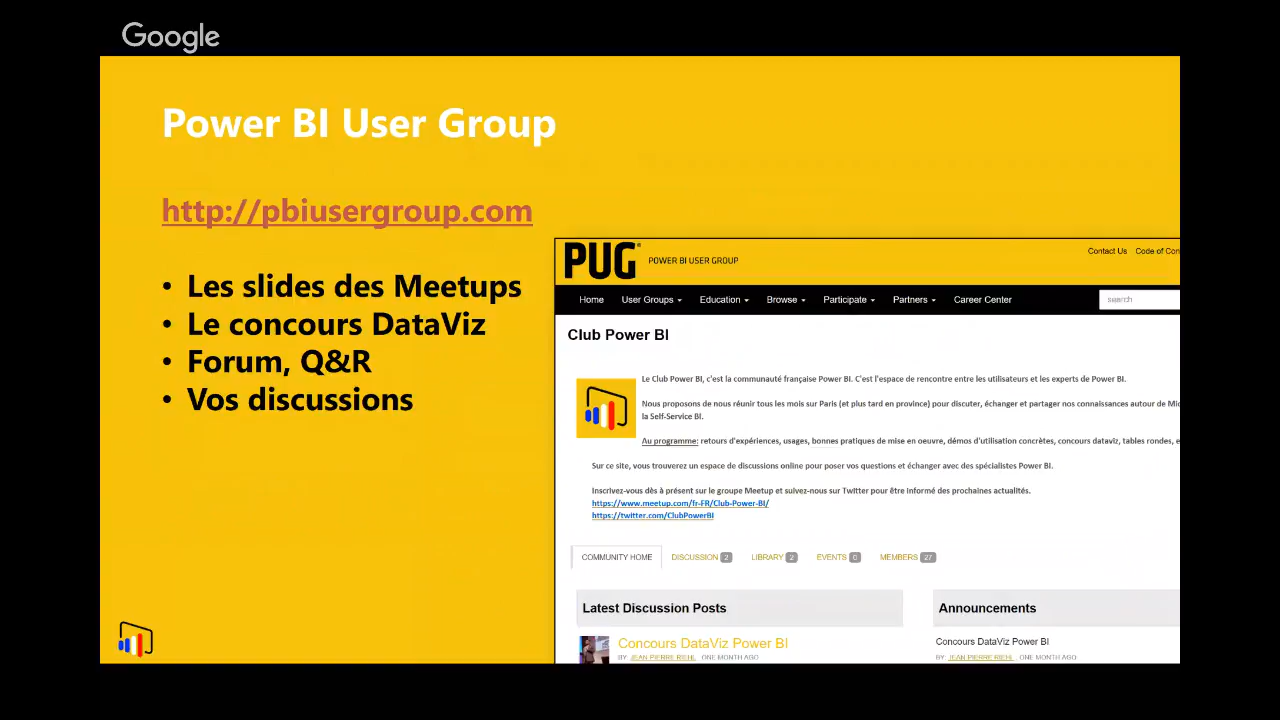 Google
Power BI User Group
http://pbiusergroup.com
• Les slides des Meetups
• Le concours DataViz
• Forum, Q&R
• Vos discussions
PUG POWER BI USER GROUP
Contact Us Code of Con
Home User Groups Education Browse Participate Partners Career Center
search
Club Power BI
Le Club Power BI, c'est la communauté française Power BI. C'est l'espace de rencontre entre les utilisateurs et les experts de Power BI.
Nous proposons de nous réunir tous les mois sur Paris (et plus tard en province) pour discuter, échanger et partager nos connaissances autour de Mic
la Self-Service BI.
Au programme: retours d'expériences, usages, bonnes pratiques de mise en oeuvre, démos d'utilisation concrètes, concours dataviz, tables rondes, e
Sur ce site, vous trouverez un espace de discussions online pour poser vos questions et échanger avec des spécialistes Power BI.
Inscrivez-vous dès à présent sur le groupe Meetup et suivez-nous sur Twitter pour être informé des prochaines actualités.
https://www.meetup.com/fr-FR/Club-Power-BI/
https://twitter.com/ClubPowerBI
COMMUNITY HOME DISCUSSION 2 LIBRARY 2 EVENTS 0 MEMBERS 27
Latest Discussion Posts
Concours DataViz Power BI
BY: JEAN PIERRE RIEHL , ONE MONTH AGO
Announcements
Concours DataViz Power BI
BY: JEAN PIERRE RIEHL , ONE MONTH AGO